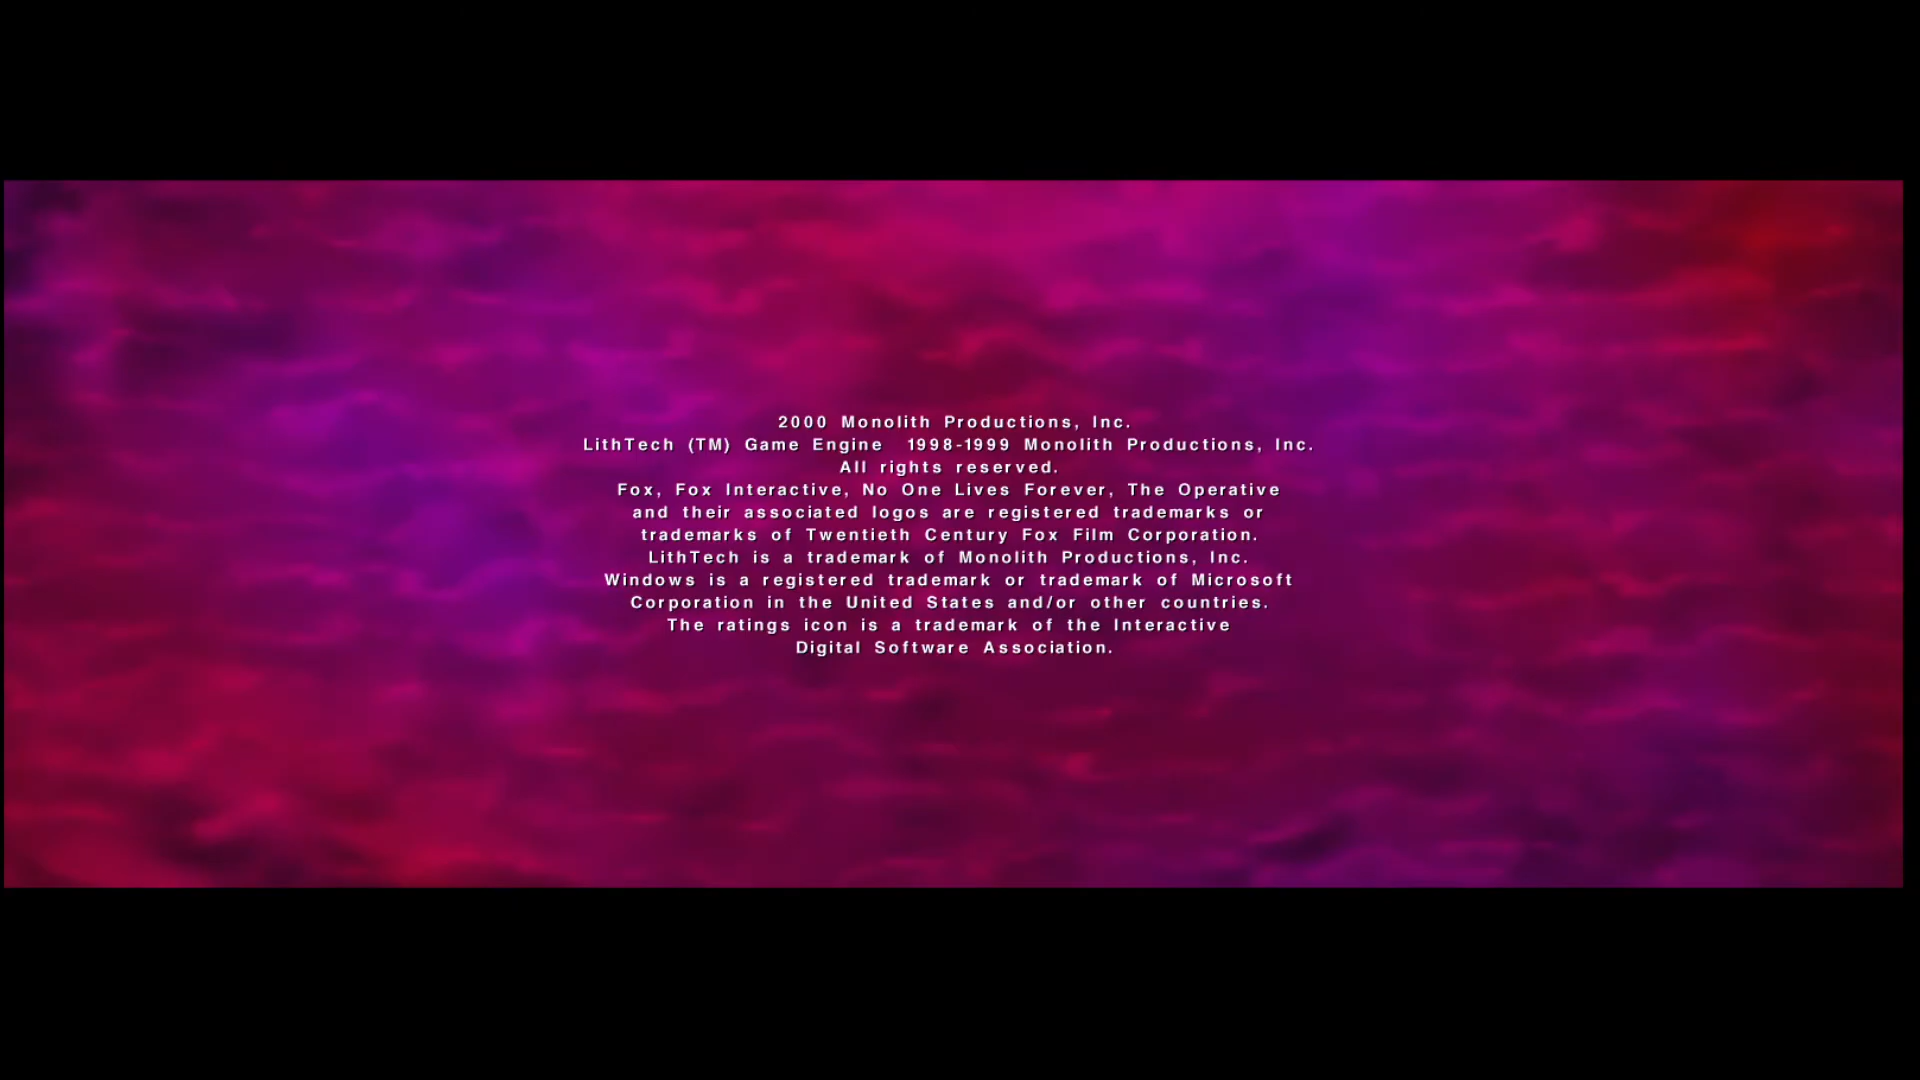 2000 Monolith Productions, Inc.
LithTech (TM) Game Engine 1998-1999 Monolith Productions, Inc.
All rights reserved.
Fox, Fox Interactive, No One Lives Forever, The Operative
and their associated logos are registered trademarks or
trademarks of Twentieth Century Fox Film Corporation.
LithTech is a trademark of Monolith Productions, Inc.
Windows is a registered trademark or trademark of Microsoft
Corporation in the United States and/or other countries.
The ratings icon is a trademark of the Interactive
Digital Software Association.